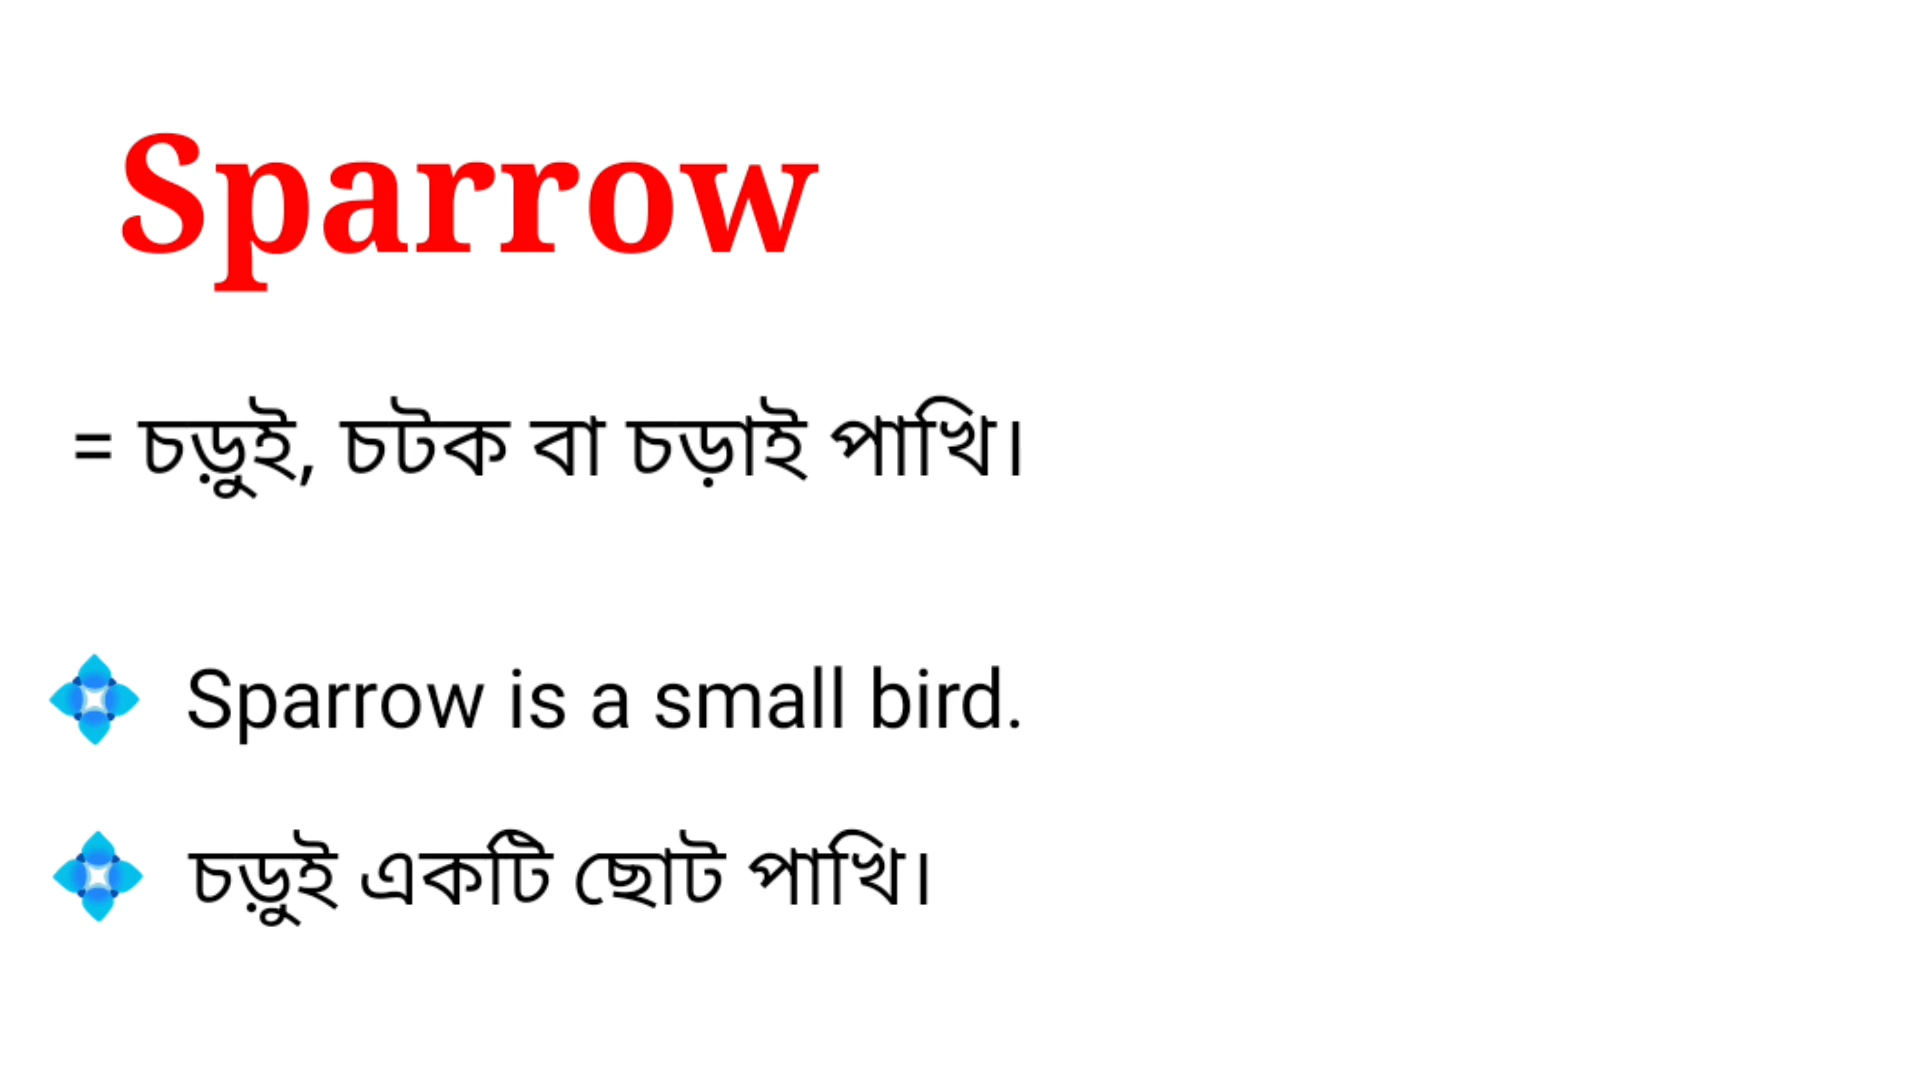 Sparrow
= চড়ুই, চটক বা চড়াই পাখি।
💠 Sparrow is a small bird.
💠 চড়ুই একটি ছোট পাখি।